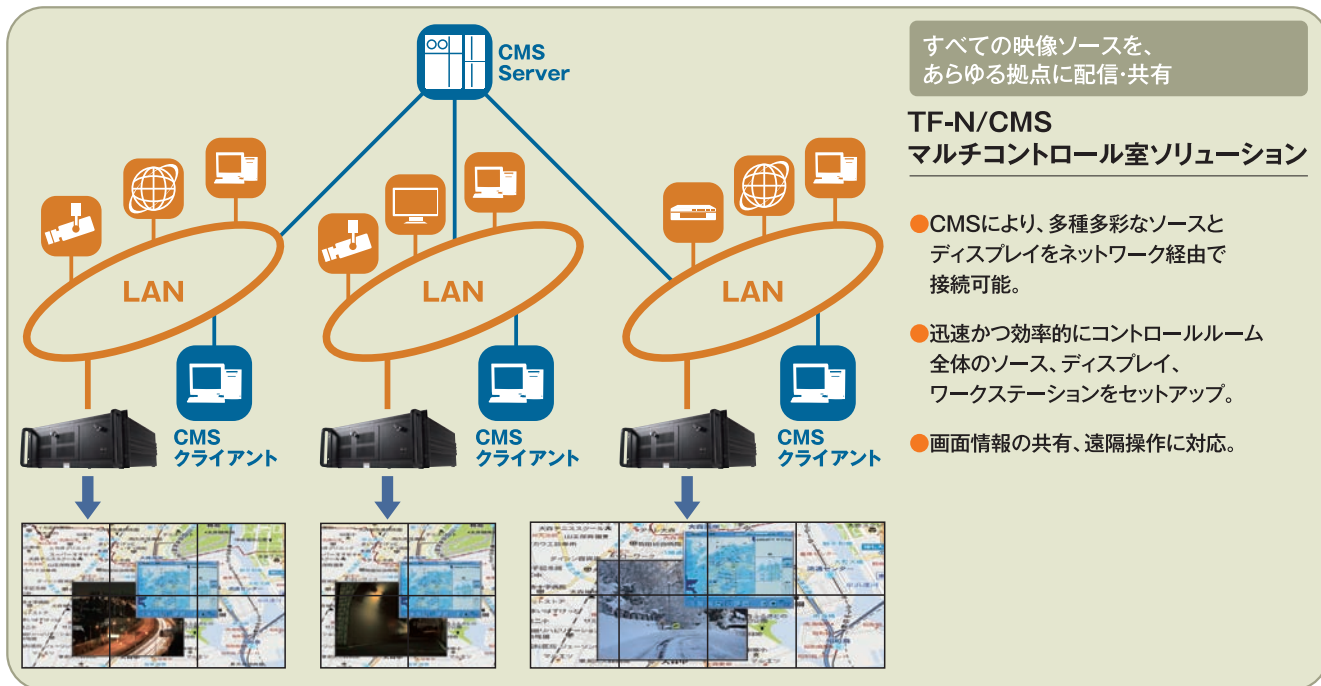 CMS
Server
LAN
LAN
LAN
CMS
クライアント
CMS
クライアント
CMS
クライアント
すべての映像ソースを、
あらゆる拠点に配信・共有
TF-N/CMS
マルチコントロール室ソリューション
●CMSにより、多種多彩なソースと
ディスプレイをネットワーク経由で
接続可能。
●迅速かつ効率的にコントロールルーム
全体のソース、ディスプレイ、
ワークステーションをセットアップ。
●画面情報の共有、遠隔操作に対応。